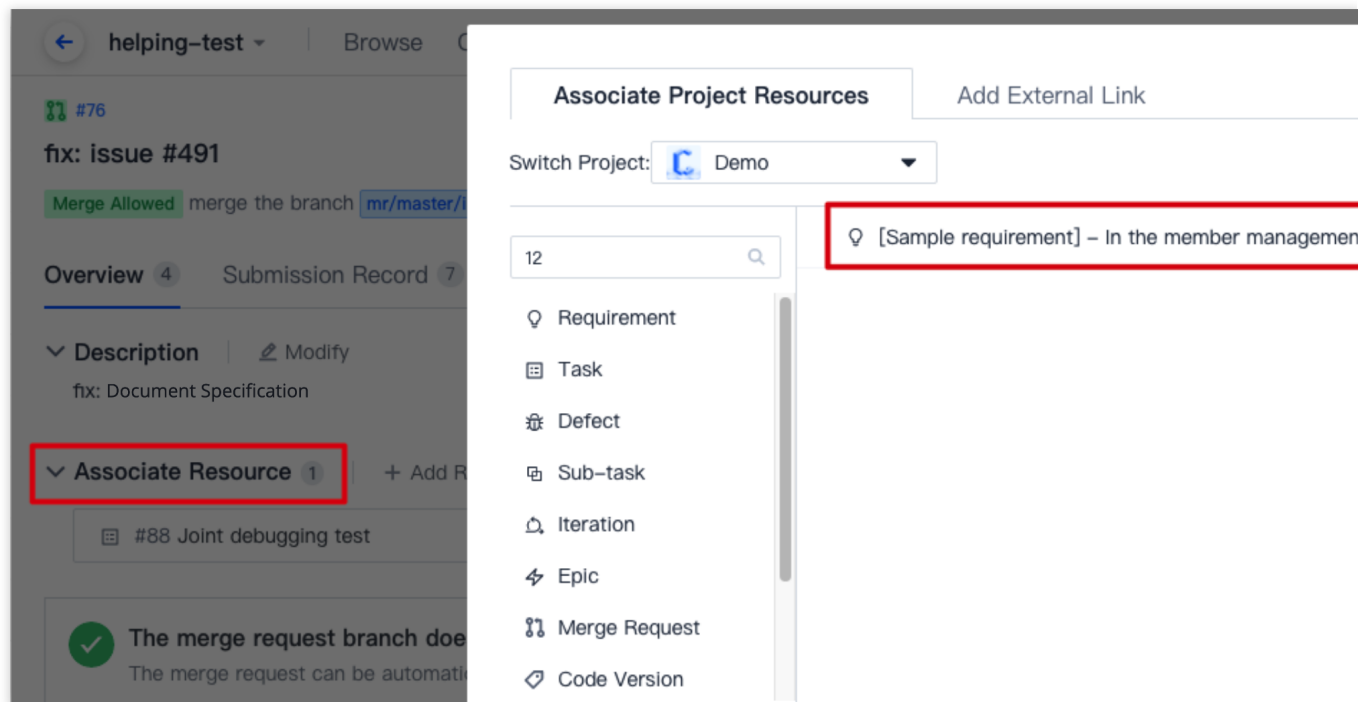 helping-test
Browse
#76
fix: issue #491
Merge Allowed merge the branch mr/master/i
Overview 4 Submission Record 7
Description Modify
fix: Document Specification
Associate Resource 1 + Add R
#88 Joint debugging test
The merge request branch doe
The merge request can be automati
Associate Project Resources Add External Link
Switch Project: Demo
12
[Sample requirement] – In the member managemen
Requirement
Task
Defect
Sub-task
Iteration
Epic
Merge Request
Code Version